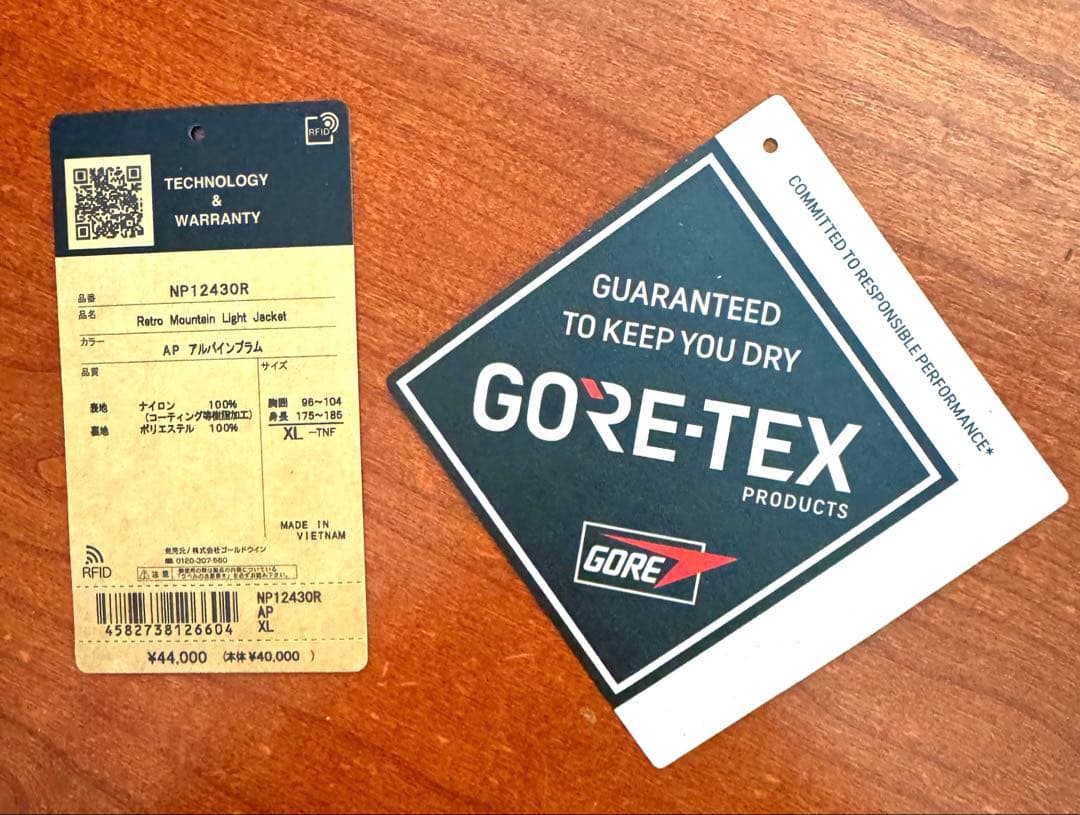 RFID
TECHNOLOGY
&
WARRANTY
品番 NP12430R
品名 Retro Mountain Light Jacket
カラー AP アルパインプラム
品質
表地 ナイロン 100%
(コーティング等樹脂加工)
裏地 ポリエステル 100%
サイズ
胸囲 96~104
身長 175~185
XL -TNF
MADE IN
VIETNAM
RFID
発売元/株式会社ゴールドウイン
☎ 0120-307-560
注意
4582738126604
NP12430R
AP
XL
¥44,000 (本体 ¥40,000 )
COMMITTED TO RESPONSIBLE PERFORMANCE*
GUARANTEED
TO KEEP YOU DRY
GORE-TEX
PRODUCTS
GORE